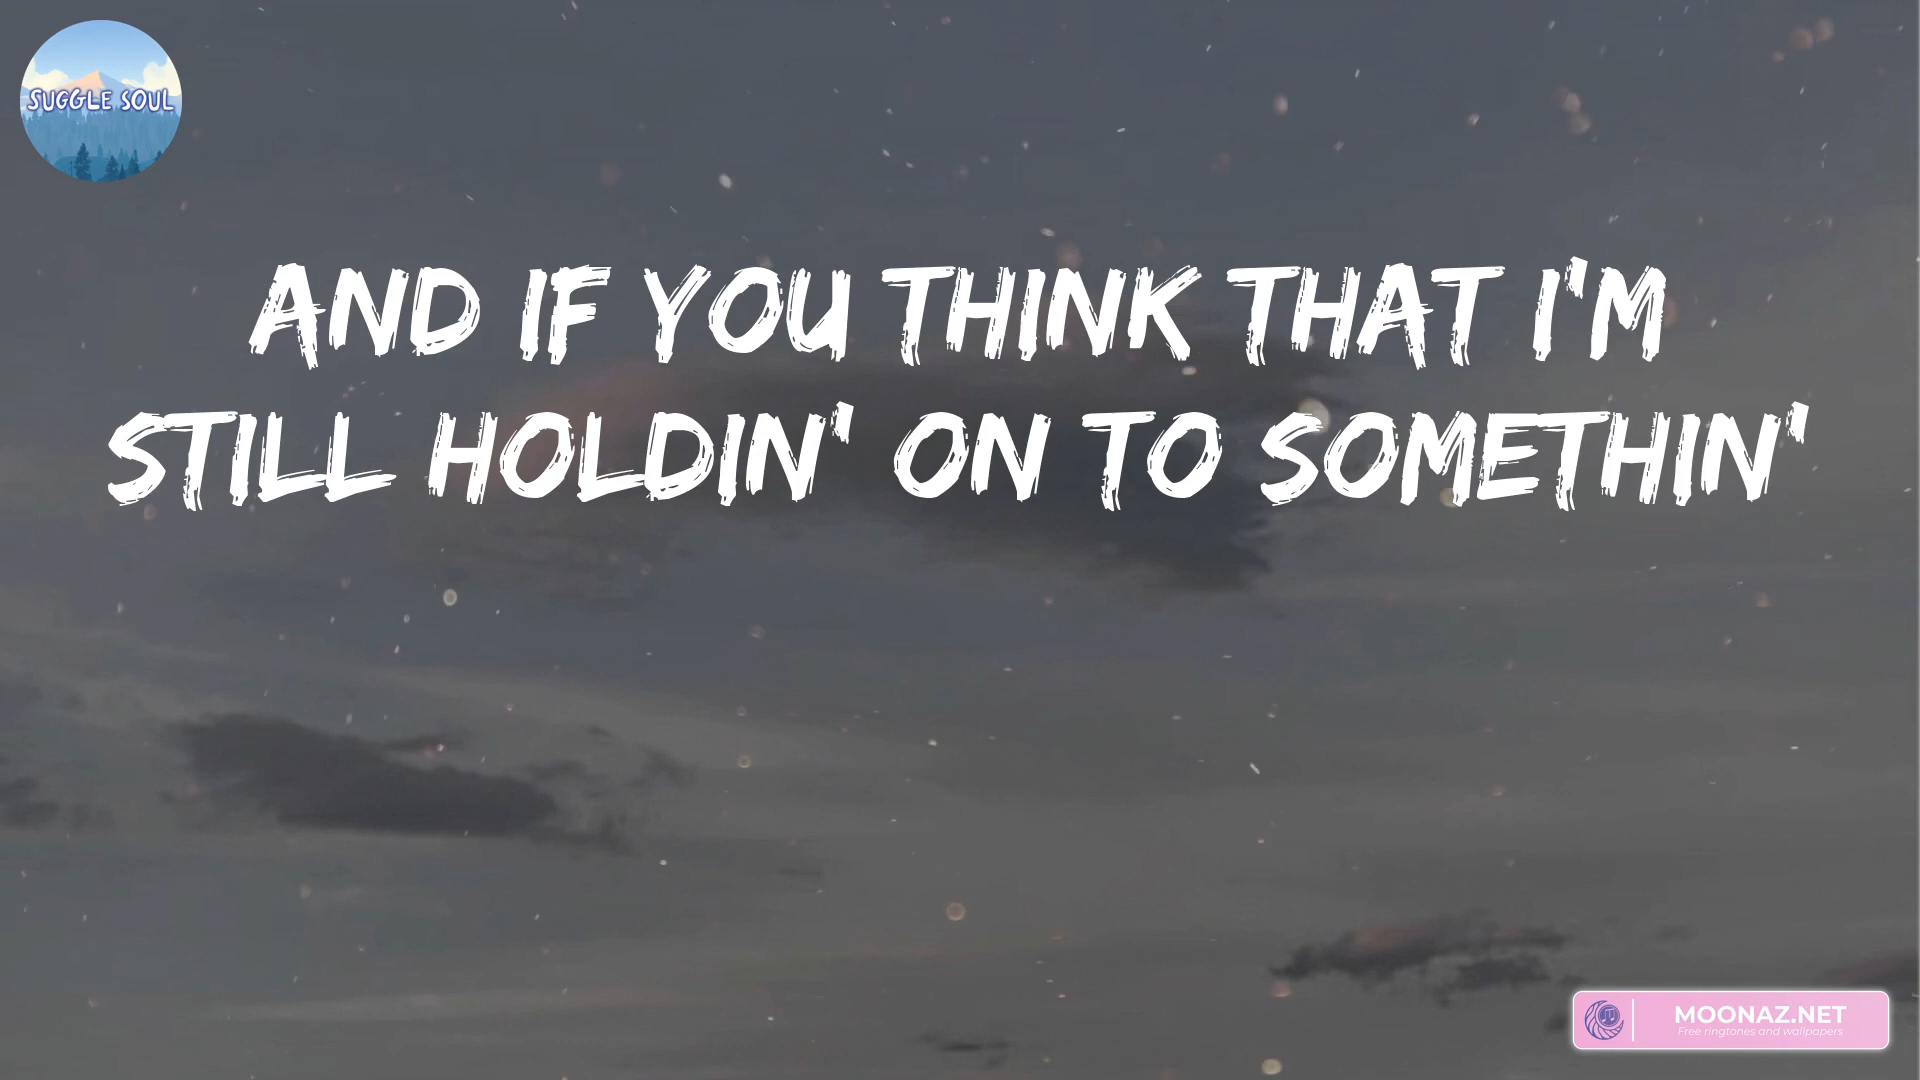 SUGGLE SOUL
AND IF YOU THINK THAT I'M
STILL HOLDIN' ON TO SOMETHIN'
MOONAZ.NET
Free ringtones and wallpapers